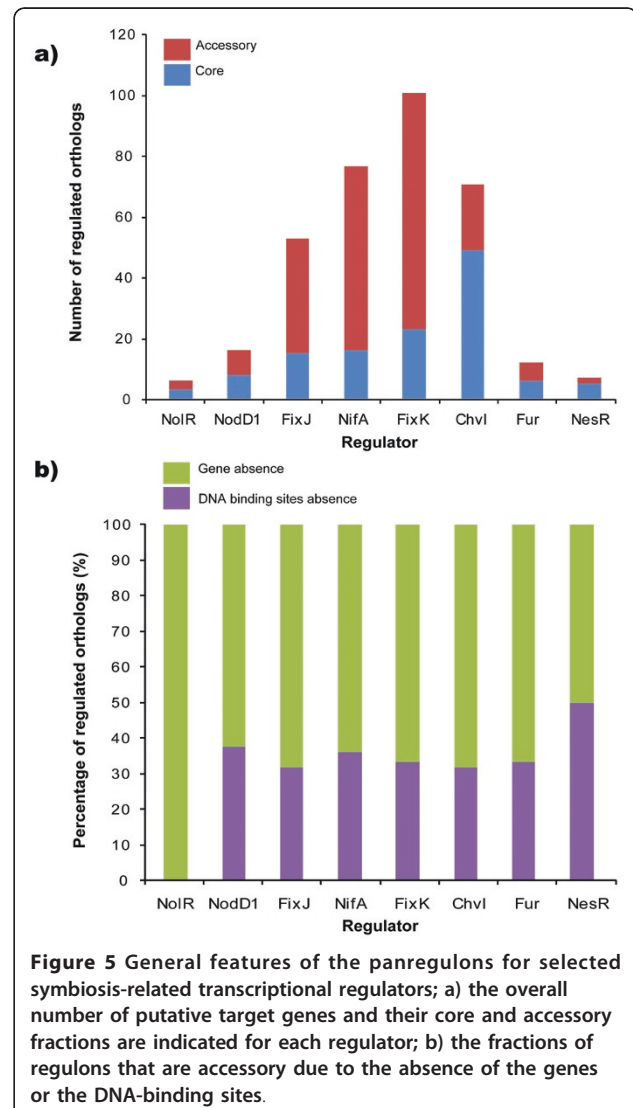 a)
Accessory
Core
120
100
80
60
40
20
0
Number of regulated orthologs
NolR NodD1 FixJ NifA FixK ChvI Fur NesR
Regulator
b)
Gene absence
DNA binding sites absence
100
90
80
70
60
50
40
30
20
10
0
Percentage of regulated orthologs (%)
NolR NodD1 FixJ NifA FixK ChvI Fur NesR
Regulator
Figure 5 General features of the panregulons for selected
symbiosis-related transcriptional regulators; a) the overall
number of putative target genes and their core and accessory
fractions are indicated for each regulator; b) the fractions of
regulons that are accessory due to the absence of the genes
or the DNA-binding sites.